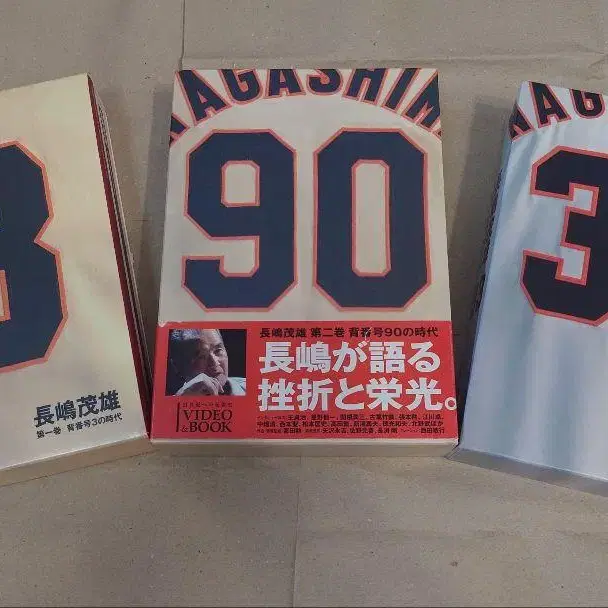 3
長嶋茂雄
第一巻 背番号3の時代
NAGASHIMA
90
長嶋茂雄 第二巻 背番号90の時代
長嶋が語る
挫折と栄光。
VIDEO
&BOOK
NAG
3